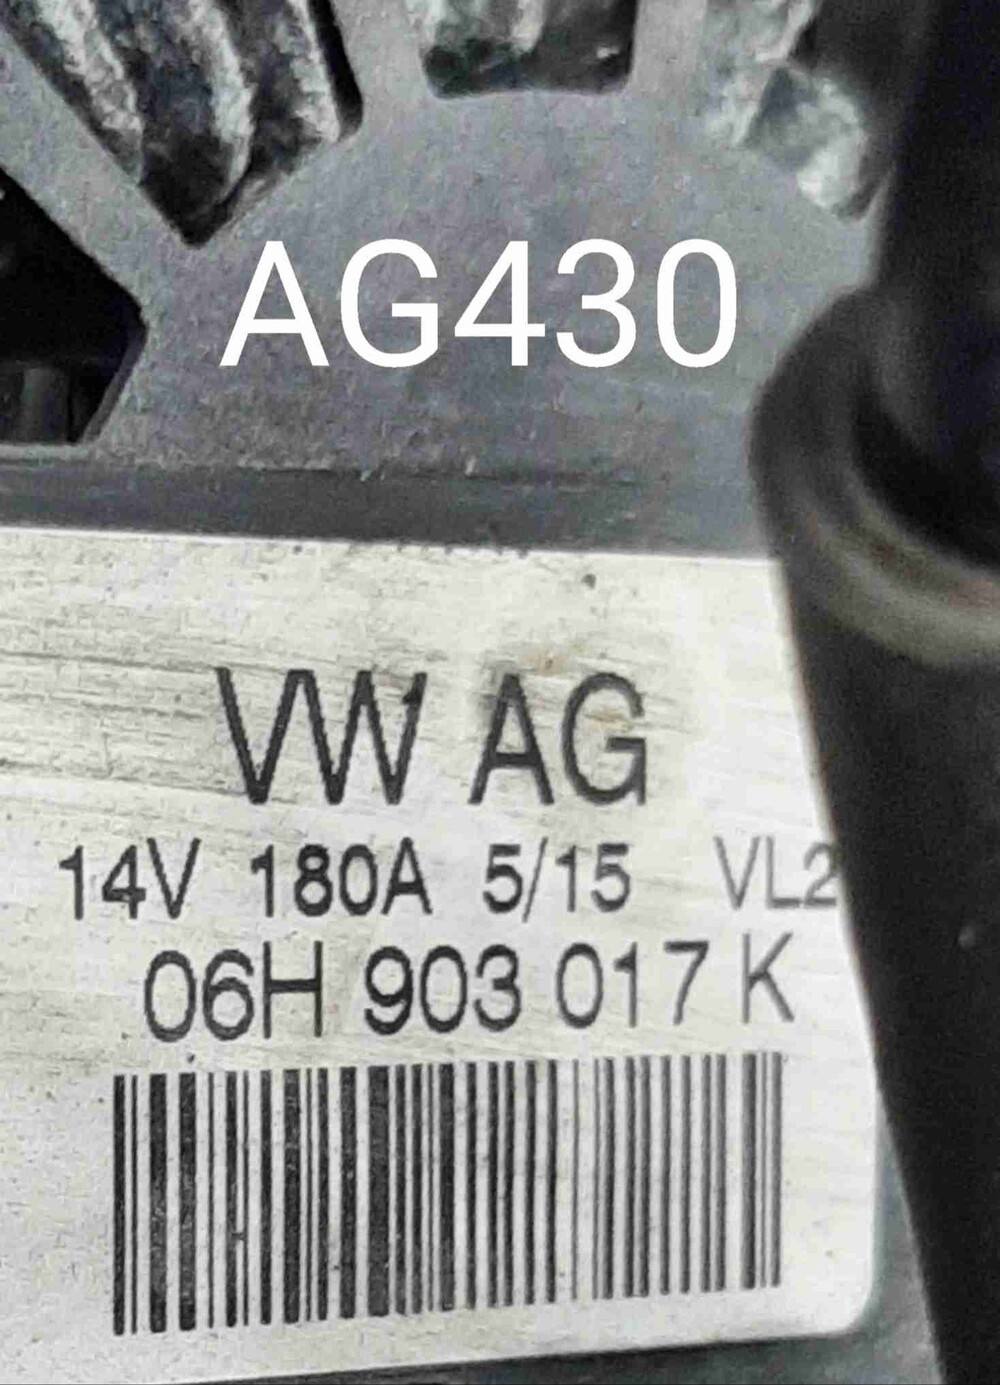 AG430
VW AG
14V 180A 5/15 VL2
06H 903 017 K